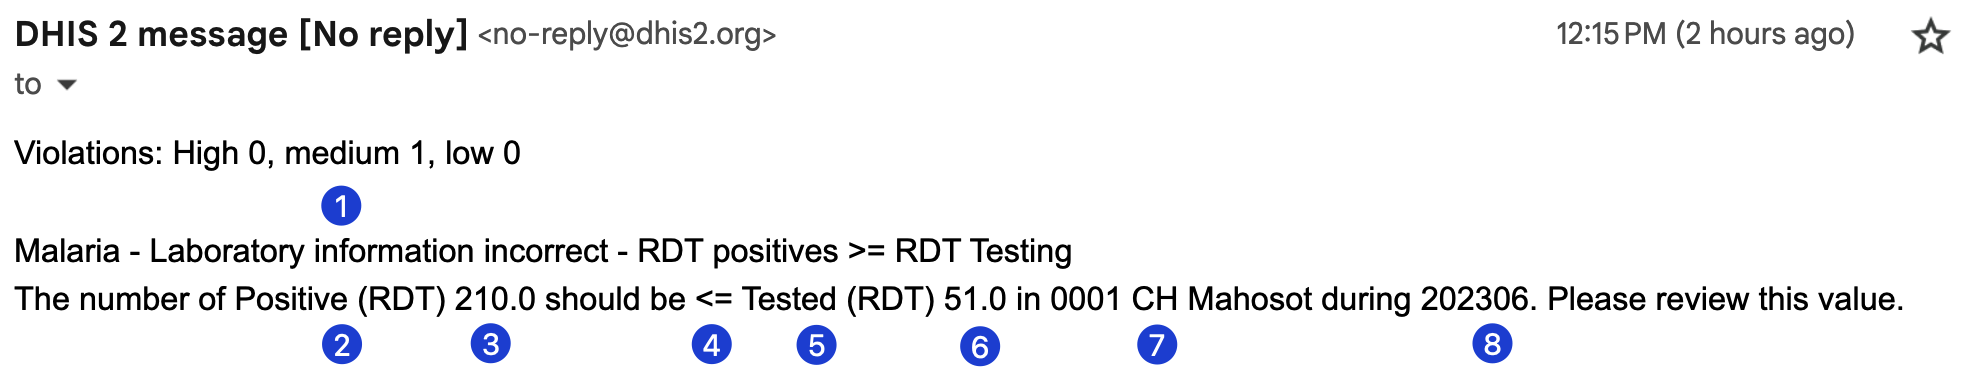 DHIS 2 message [No reply] <no-reply@dhis2.org> 12:15 PM (2 hours ago)
to
Violations: High 0, medium 1, low 0
1
Malaria - Laboratory information incorrect - RDT positives >= RDT Testing
The number of Positive (RDT) 210.0 should be <= Tested (RDT) 51.0 in 0001 CH Mahosot during 202306. Please review this value.
2 3 4 5 6 7 8